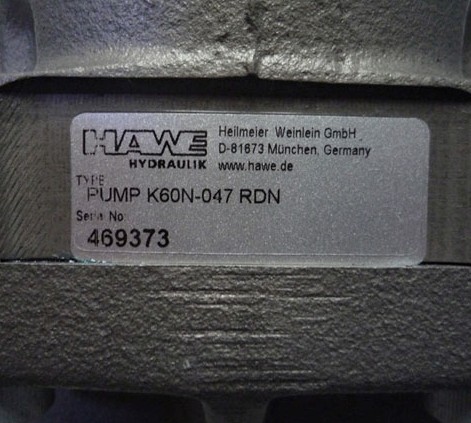 HAWE
HYDRAULIK
Heilmeier Weinlein GmbH
D-81673 München, Germany
www.hawe.de
TYPE
PUMP K60N-047 RDN
Serial No
469373